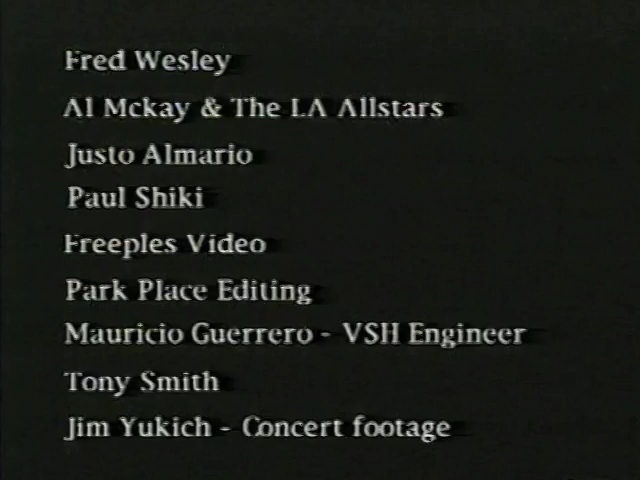 Fred Wesley
Al Mckay & The LA Allstars
Justo Almario
Paul Shiki
Freeples Video
Park Place Editing
Mauricio Guerrero - VSH Engineer
Tony Smith
Jim Yukich - Concert footage